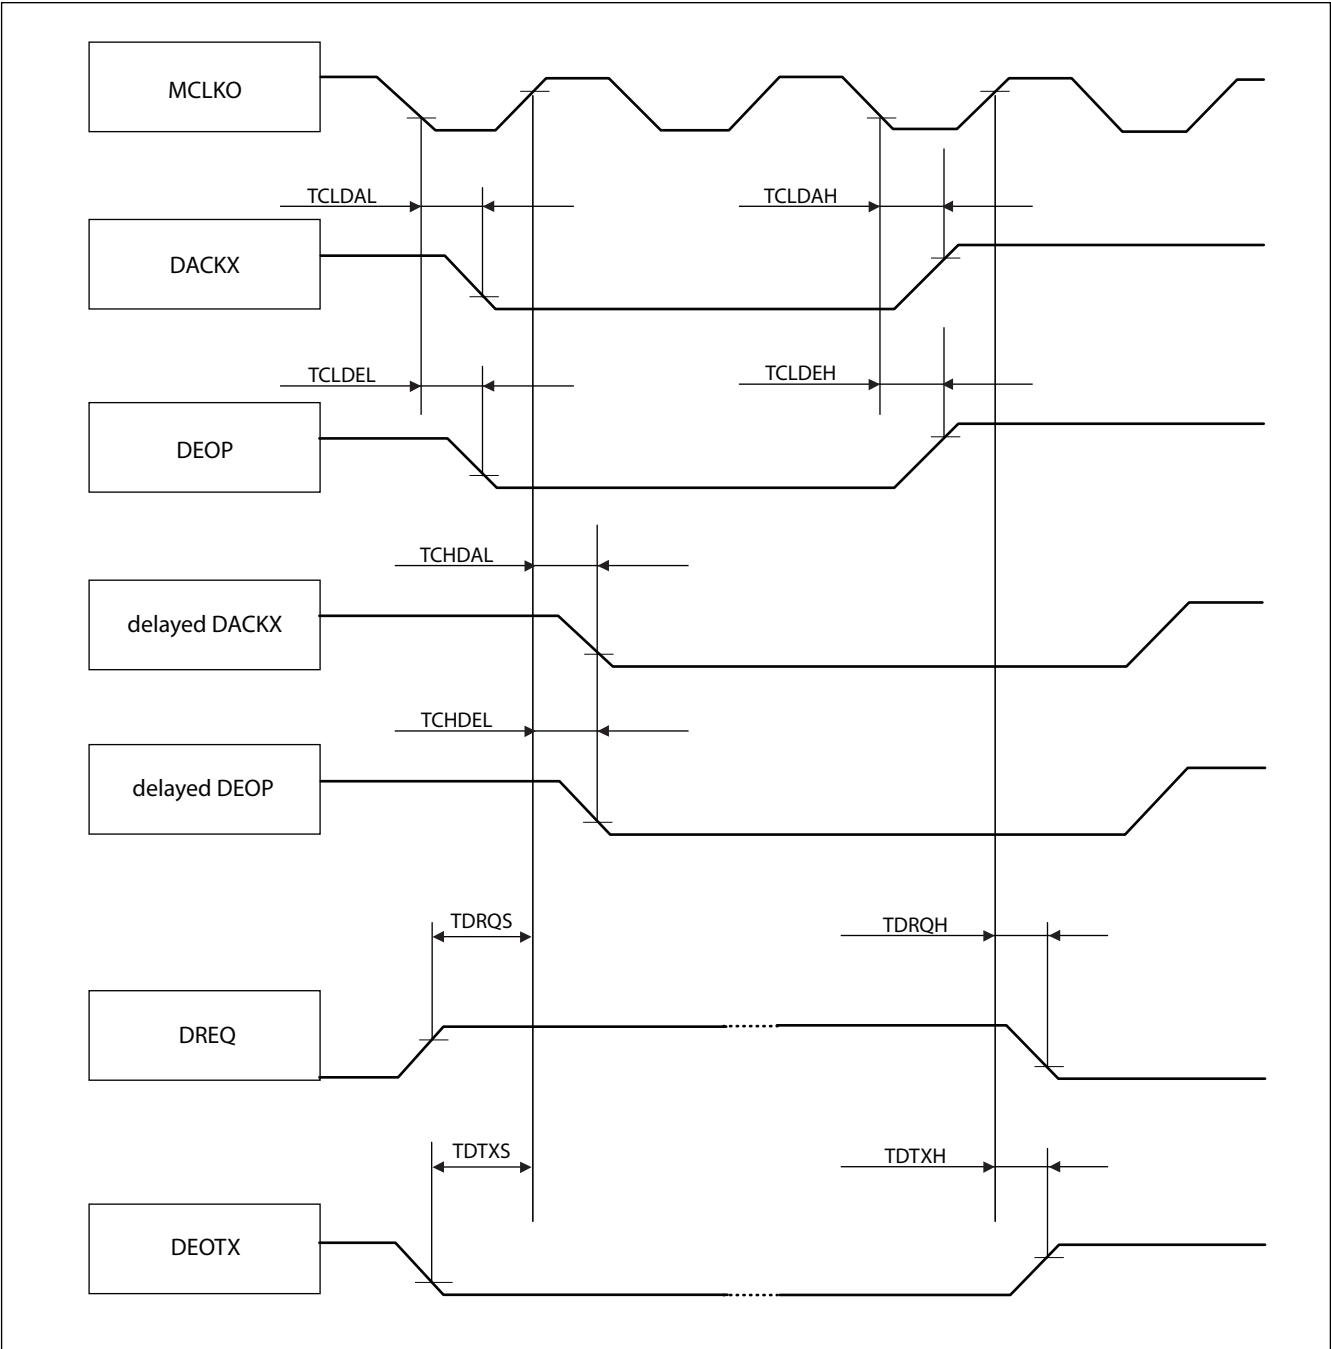 MCLKO
TCLDAL
TCLDAH
DACKX
TCLDEL
TCLDEH
DEOP
TCHDAL
delayed DACKX
TCHDEL
delayed DEOP
TDRQS
TDRQH
DREQ
TDTXS
TDTXH
DEOTX